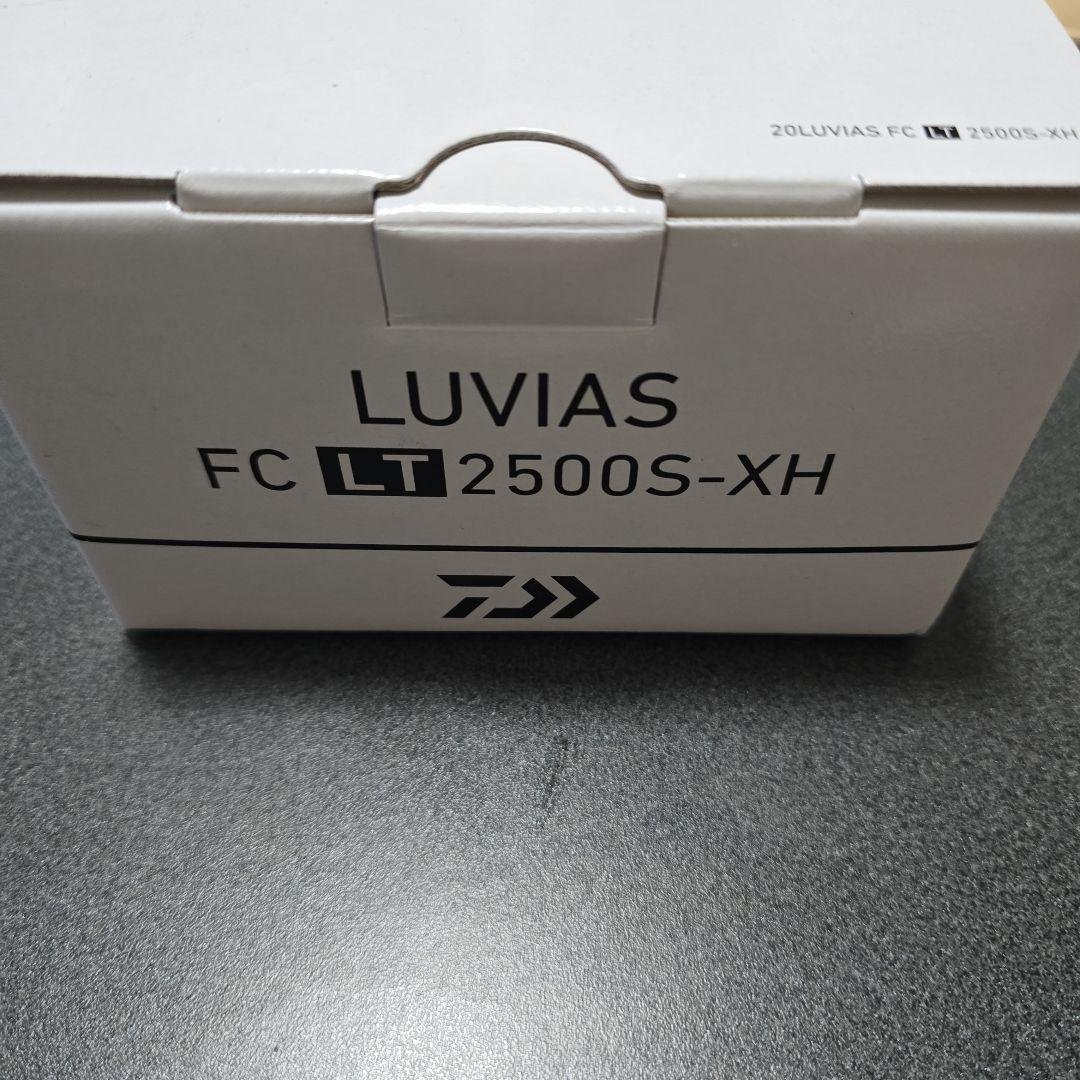 20LUVIAS FC LT 2500S-XH
LUVIAS
FC LT 2500S-XH